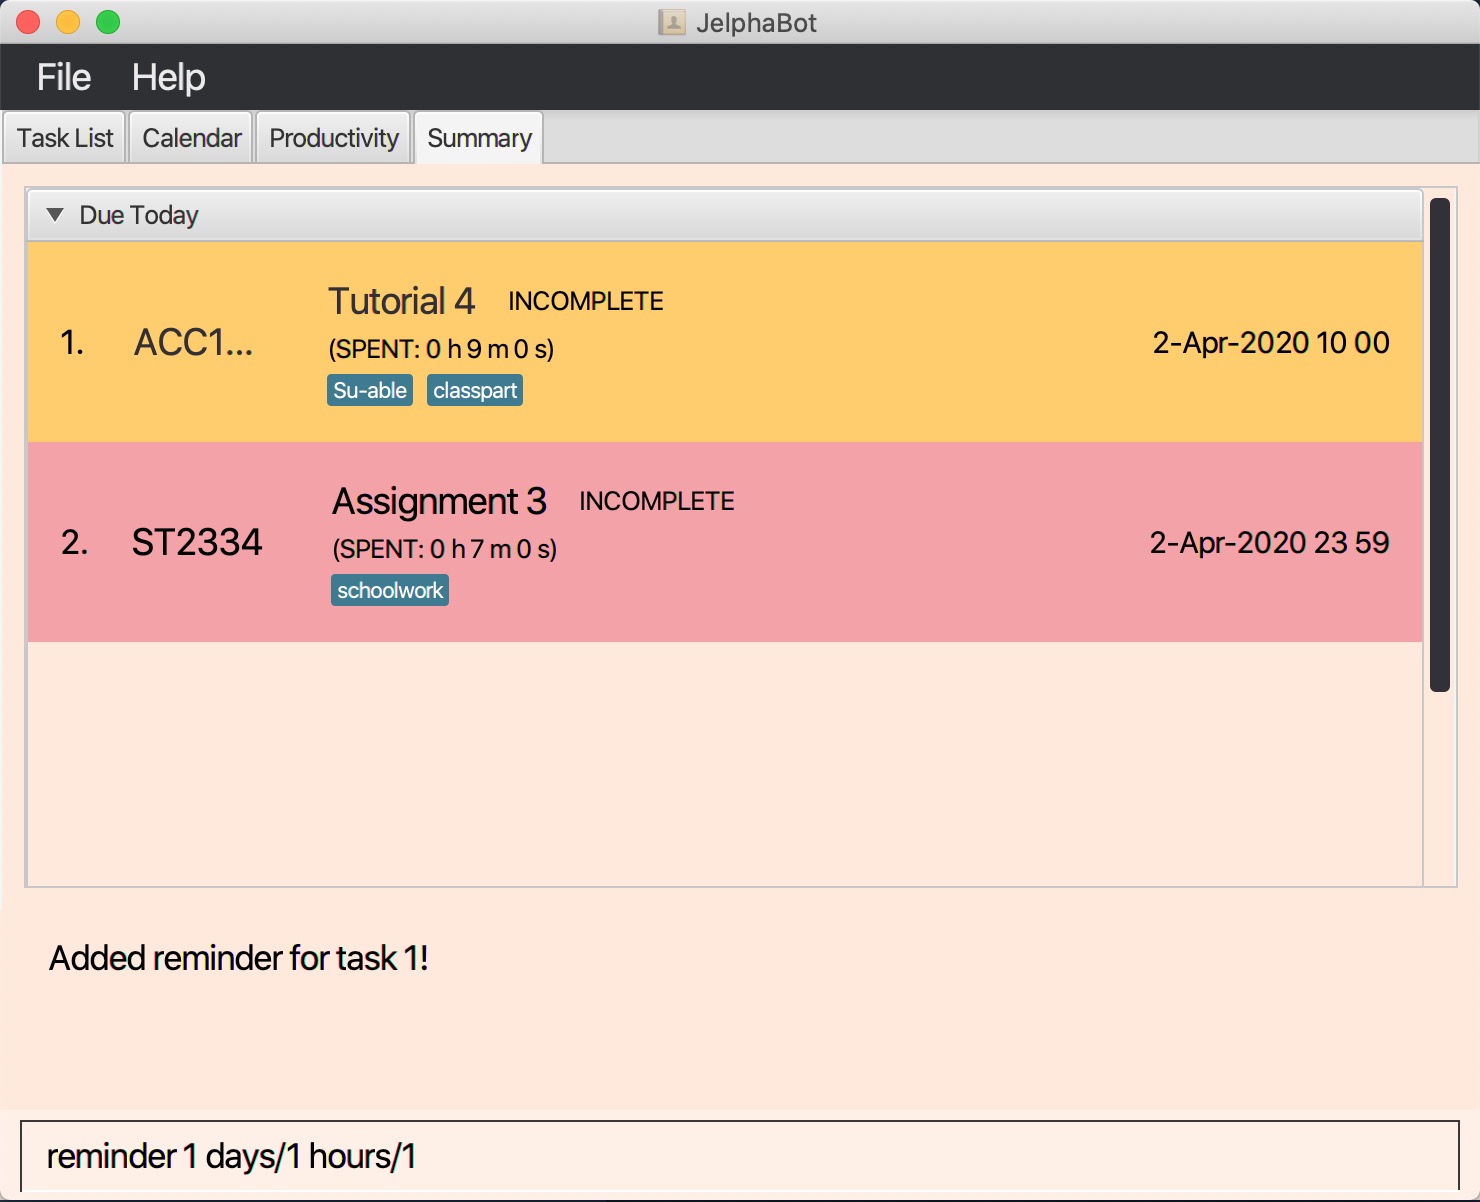 JelphaBot
File Help
Task List Calendar Productivity Summary
Due Today
1. ACC1... Tutorial 4 INCOMPLETE
(SPENT: 0 h 9 m 0 s)
Su-able classpart
2-Apr-2020 10 00
2. ST2334 Assignment 3 INCOMPLETE
(SPENT: 0 h 7 m 0 s)
schoolwork
2-Apr-2020 23 59
Added reminder for task 1!
reminder 1 days/1 hours/1